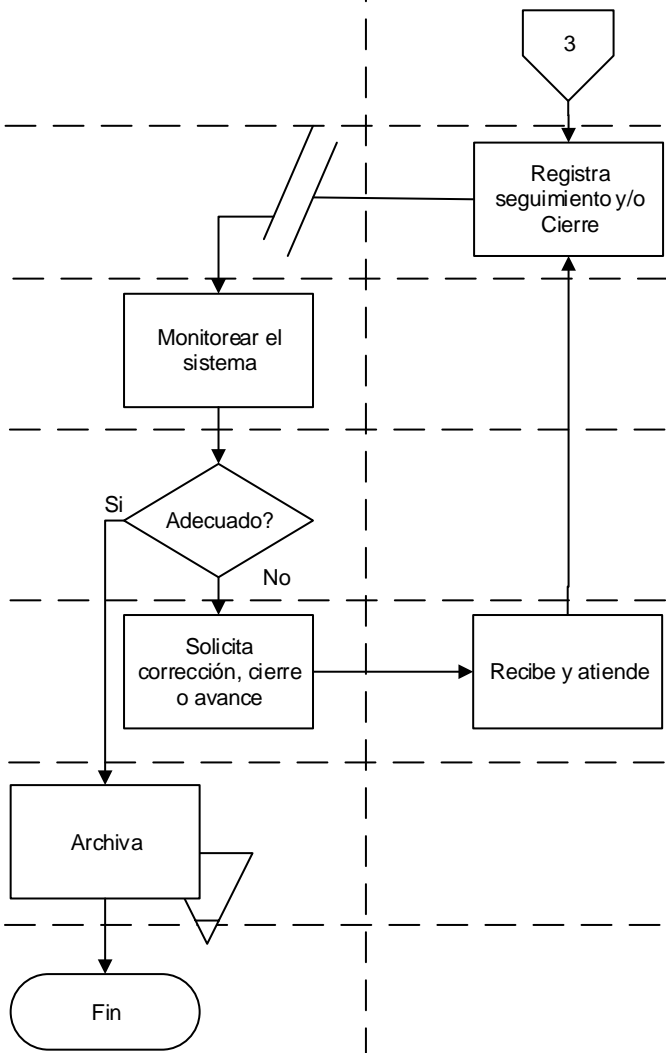 3
Registra
seguimiento y/o
Cierre
Monitorear el
sistema
Si
Adecuado?
No
Solicita
corrección, cierre
o avance
Recibe y atiende
Archiva
Fin